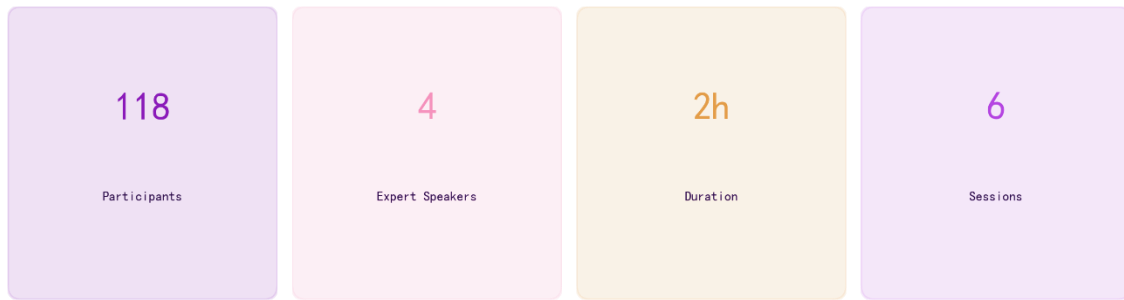 118
Participants
4
Expert Speakers
2h
Duration
6
Sessions